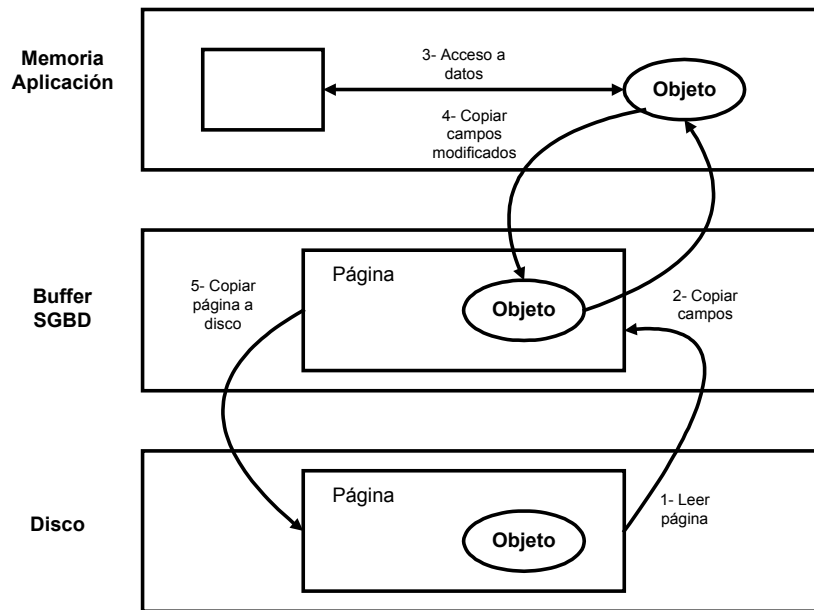 Memoria
Aplicación
3- Acceso a
datos
Objeto
4- Copiar
campos
modificados
Buffer
SGBD
5- Copiar
página a
disco
Página
Objeto
2- Copiar
campos
Disco
Página
Objeto
1- Leer
página